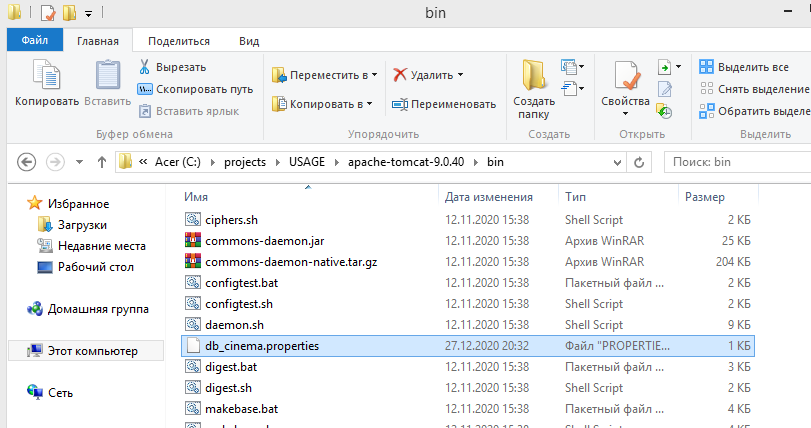 bin
Файл Главная Поделиться Вид
Копировать
Вставить
Вырезать
Скопировать путь
Вставить ярлык
Буфер обмена
Переместить в
Копировать в
Удалить
Переименовать
Упорядочить
Создать папку
Создать
Свойства
Открыть
Выделить все
Снять выделение
Обратить выделени
Выделить
« Acer (C:) projects USAGE apache-tomcat-9.0.40 bin
Поиск: bin
Избранное
Загрузки
Недавние места
Рабочий стол
Домашняя группа
Этот компьютер
Сеть
Имя Дата изменения Тип Размер
ciphers.sh 12.11.2020 15:38 Shell Script 2 КБ
commons-daemon.jar 12.11.2020 15:38 Архив WinRAR 25 КБ
commons-daemon-native.tar.gz 12.11.2020 15:38 Архив WinRAR 204 КБ
configtest.bat 12.11.2020 15:38 Пакетный файл ... 2 КБ
configtest.sh 12.11.2020 15:38 Shell Script 2 КБ
daemon.sh 12.11.2020 15:38 Shell Script 9 КБ
db_cinema.properties 27.12.2020 20:32 Файл "PROPERTIE... 1 КБ
digest.bat 12.11.2020 15:38 Пакетный файл ... 3 КБ
digest.sh 12.11.2020 15:38 Shell Script 2 КБ
makebase.bat 12.11.2020 15:38 Пакетный файл ... 4 КБ